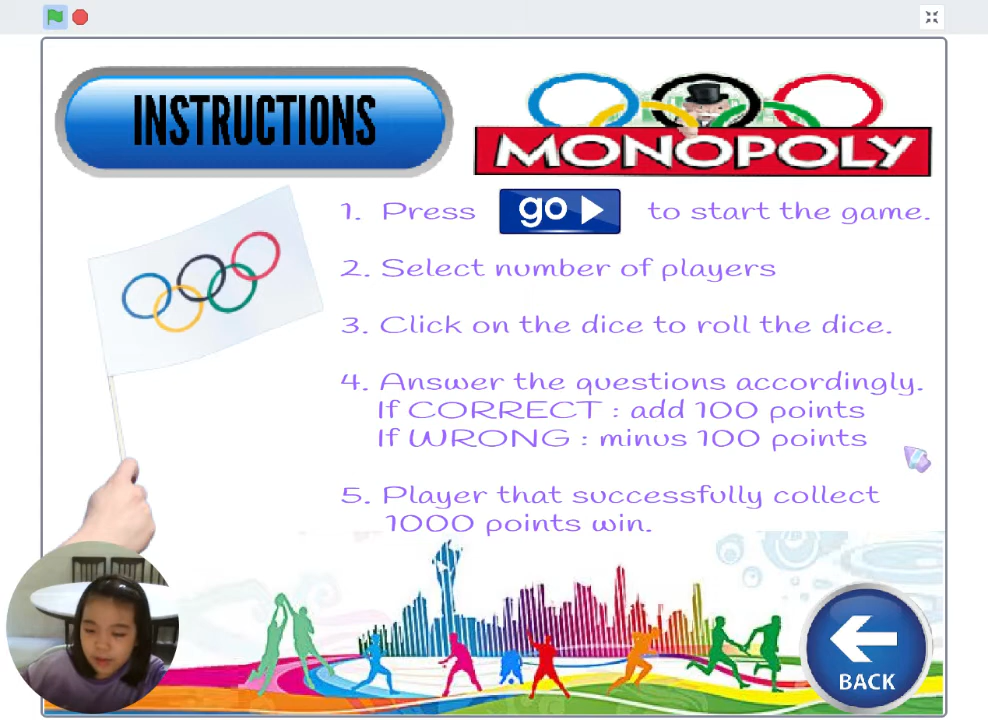 INSTRUCTIONS
MONOPOLY
1. Press go to start the game.
2. Select number of players
3. Click on the dice to roll the dice.
4. Answer the questions accordingly.
If CORRECT : add 100 points
If WRONG : minus 100 points
5. Player that successfully collect
1000 points win.
BACK